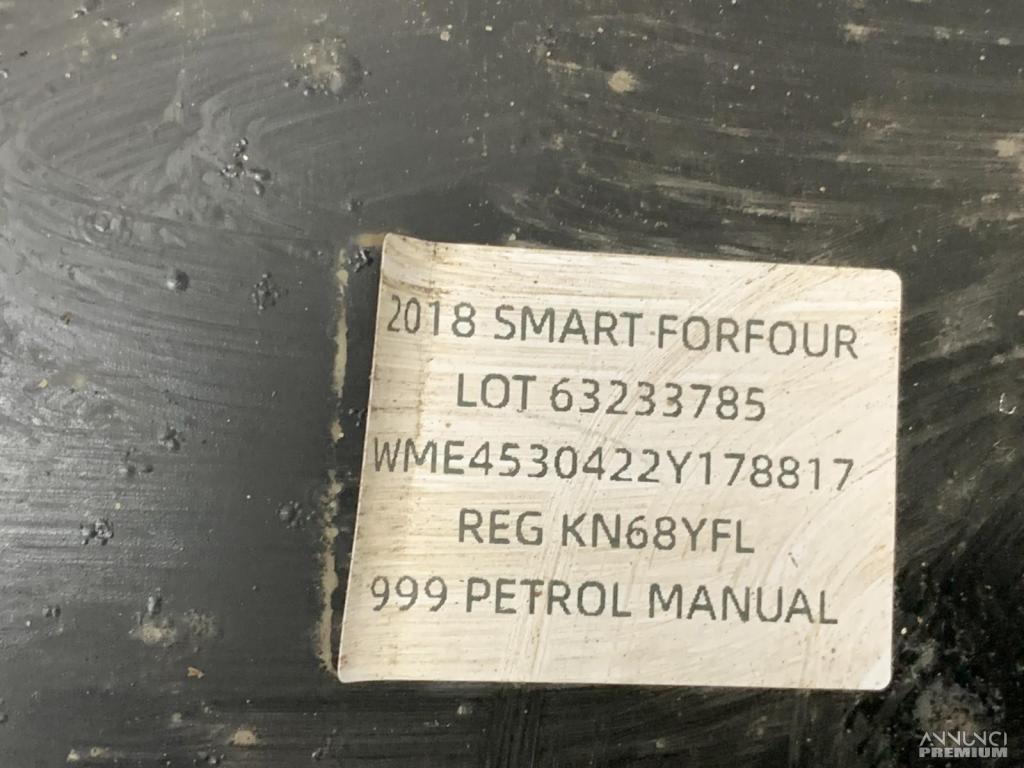 2018 SMART FORFOUR
LOT 63233785
WME4530422Y178817
REG KN68YFL
999 PETROL MANUAL
ANNUNCI
PREMIUM